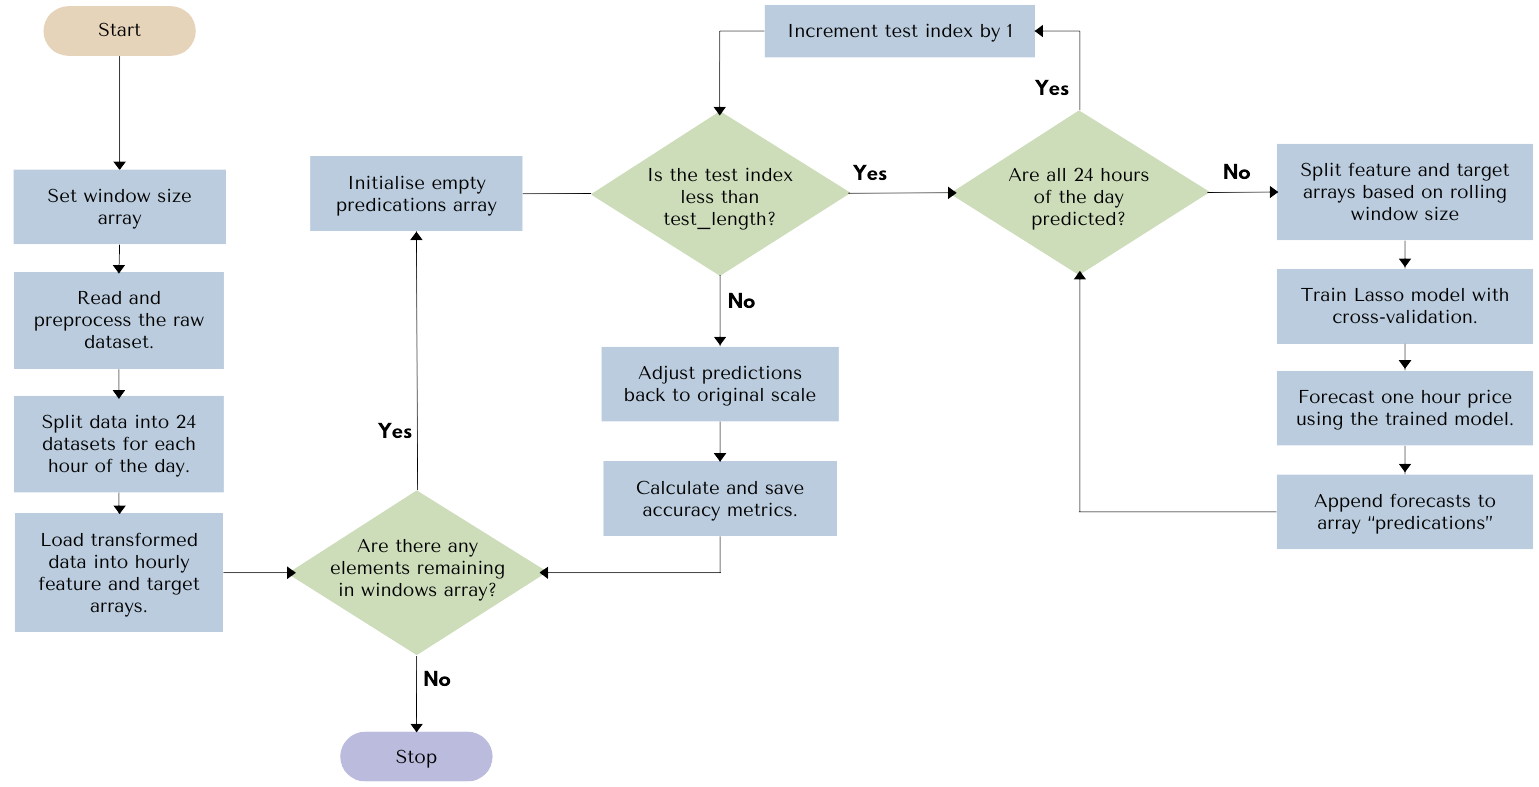 Start
Set window size
array
Read and
preprocess the raw
dataset.
Split data into 24
datasets for each
hour of the day.
Load transformed
data into hourly
feature and target
arrays.
Are there any
elements remaining
in windows array?
Yes
No
Stop
Initialise empty
predications array
Is the test index
less than
test_length?
Yes
No
Adjust predictions
back to original scale
Calculate and save
accuracy metrics.
Increment test index by 1
Yes
Are all 24 hours
of the day
predicted?
No
Split feature and target
arrays based on rolling
window size
Train Lasso model with
cross-validation.
Forecast one hour price
using the trained model.
Append forecasts to
array “predications”